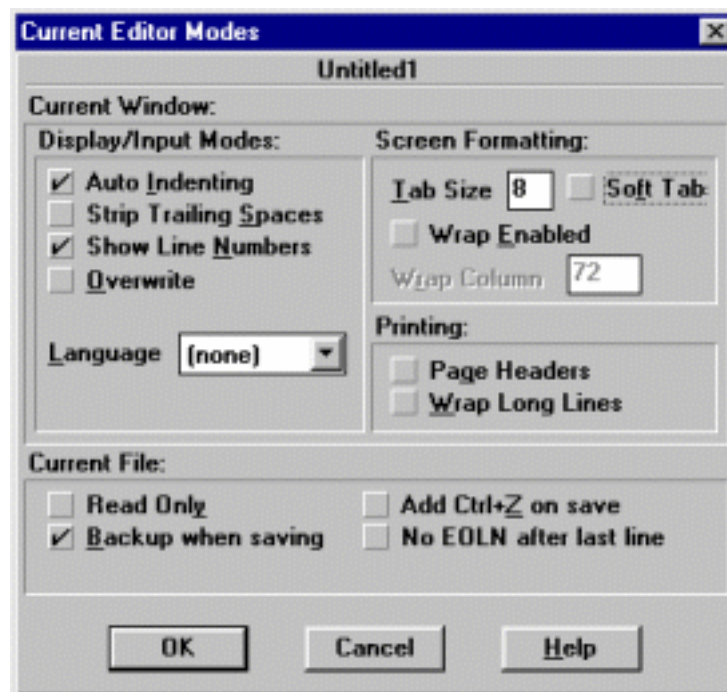 Current Editor Modes
Untitled1
Current Window:
Display/Input Modes:
Auto Indenting
Strip Trailing Spaces
Show Line Numbers
Overwrite
Language (none)
Screen Formatting:
Tab Size 8 Soft Tab
Wrap Enabled
Wrap Column 72
Printing:
Page Headers
Wrap Long Lines
Current File:
Read Only
Backup when saving
Add Ctrl+Z on save
No EOLN after last line
OK Cancel Help